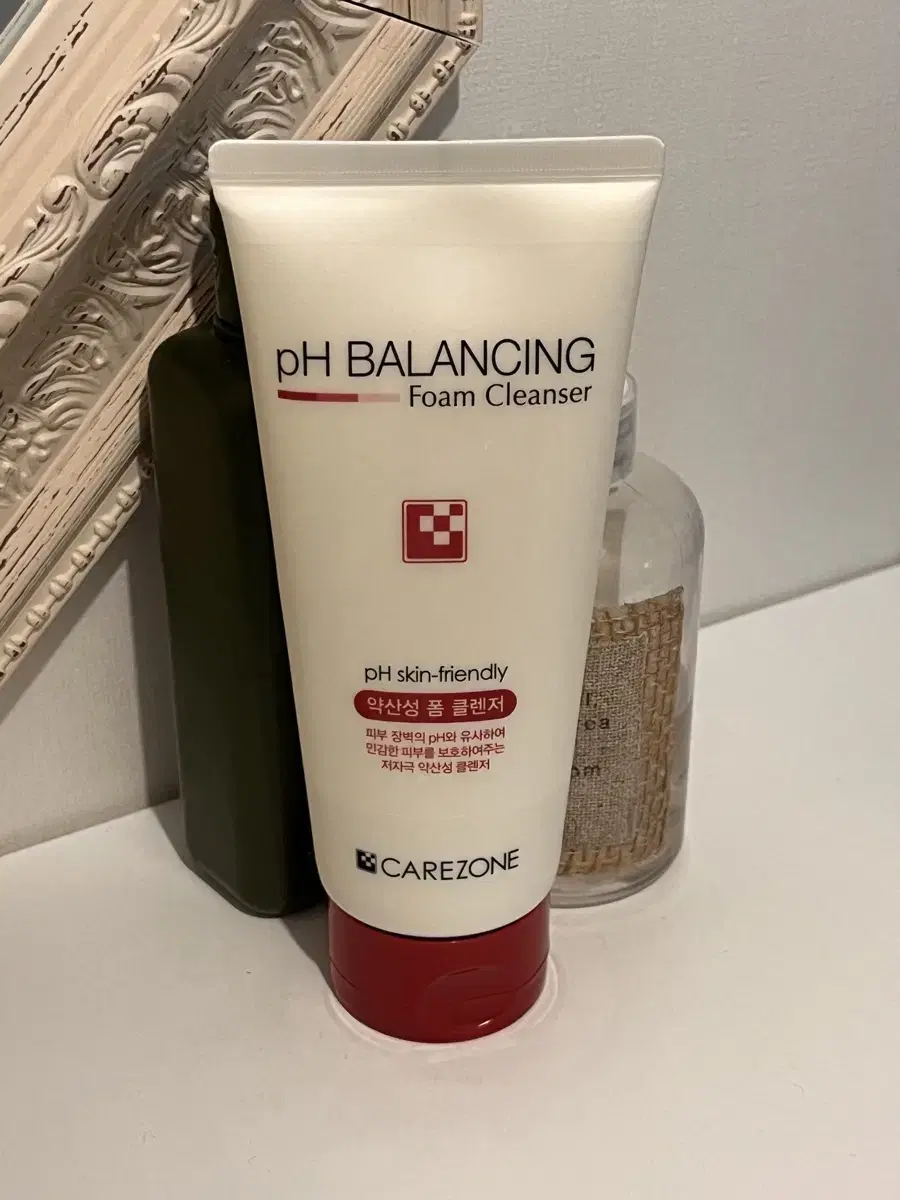 pH BALANCING
Foam Cleanser
pH skin-friendly
약산성 폼 클렌저
피부 장벽의 pH와 유사하여
민감한 피부를 보호하여주는
저자극 약산성 클렌저
CAREZONE